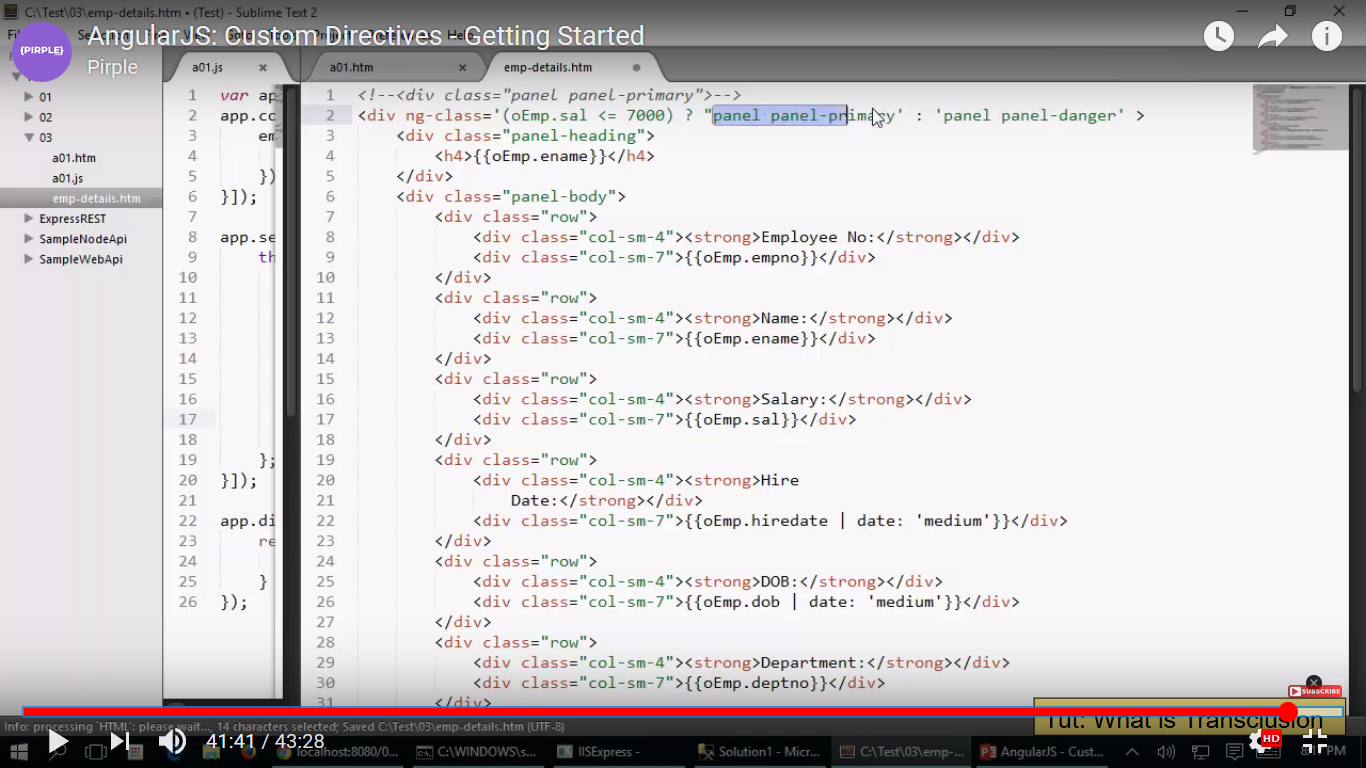 C:\Test\03\emp-details.htm • (Test) - Sublime Text 2
AngularJS: Custom Directives - Getting Started
{PIRPLE}
Pirple
a01.js
a01.htm
emp-details.htm
01
02
03
a01.htm
a01.js
emp-details.htm
ExpressREST
SampleNodeApi
SampleWebApi
1 var ap
2 app.co
3 em
4
5 })
6 }]);
7
8 app.se
9 th
10
11
12
13
14
15
16
17
18
19 };
20 }]);
21
22 app.di
23 re
24
25 }
26 });
1 <!--<div class="panel panel-primary">-->
2 <div ng-class='(oEmp.sal <= 7000) ? "panel panel-primary' : 'panel panel-danger' >
3 <div class="panel-heading">
4 <h4>{{oEmp.ename}}</h4>
5 </div>
6 <div class="panel-body">
7 <div class="row">
8 <div class="col-sm-4"><strong>Employee No:</strong></div>
9 <div class="col-sm-7">{{oEmp.empno}}</div>
10 </div>
11 <div class="row">
12 <div class="col-sm-4"><strong>Name:</strong></div>
13 <div class="col-sm-7">{{oEmp.ename}}</div>
14 </div>
15 <div class="row">
16 <div class="col-sm-4"><strong>Salary:</strong></div>
17 <div class="col-sm-7">{{oEmp.sal}}</div>
18 </div>
19 <div class="row">
20 <div class="col-sm-4"><strong>Hire
21 Date:</strong></div>
22 <div class="col-sm-7">{{oEmp.hiredate | date: 'medium'}}</div>
23 </div>
24 <div class="row">
25 <div class="col-sm-4"><strong>DOB:</strong></div>
26 <div class="col-sm-7">{{oEmp.dob | date: 'medium'}}</div>
27 </div>
28 <div class="row">
29 <div class="col-sm-4"><strong>Department:</strong></div>
30 <div class="col-sm-7">{{oEmp.deptno}}</div>
31 </div>
SUBSCRIBE
Tut: What is Transclusion
Info: processing `HTML': please wait..., 14 characters selected; Saved C:\Test\03\emp-details.htm (UTF-8)
41:41 / 43:28
HD
localhost:8080/0...
C:\WINDOWS\s...
IISExpress -
Solution1 - Micr...
C:\Test\03\emp-...
AngularJS - Cust...
PM